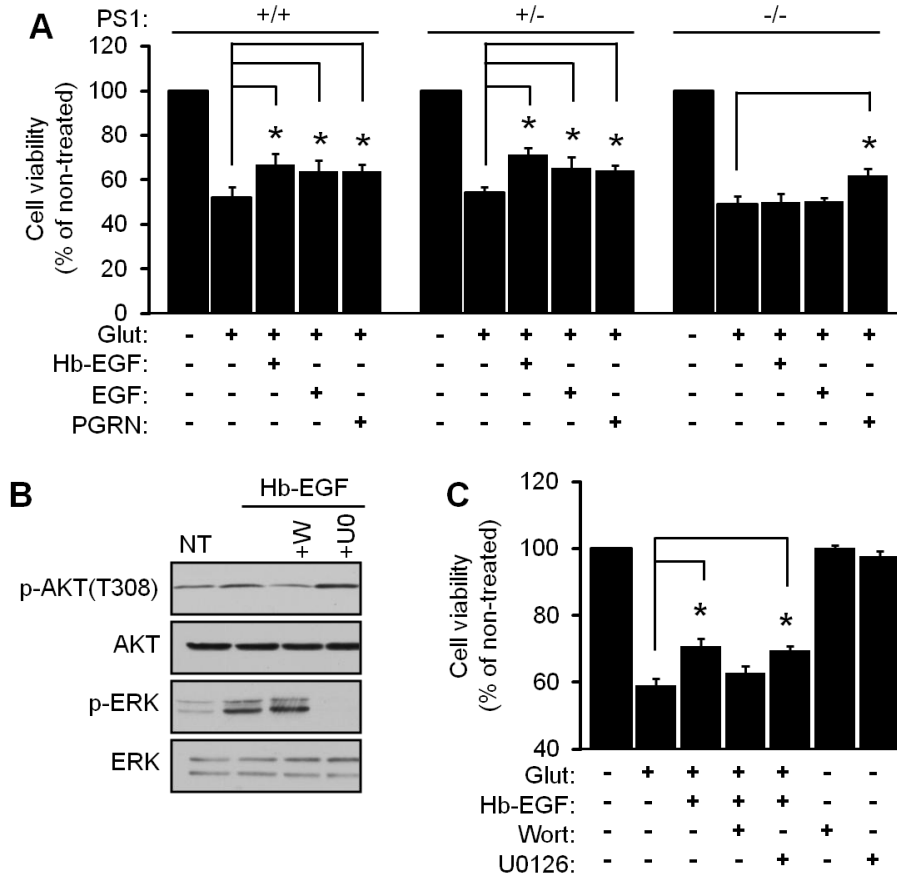 A
PS1: +/+ +/- -/-
Cell viability
(% of non-treated)
120
100
80
60
40
20
0
* * * * * * *
Glut: - + + + + - + + + + - + + + +
Hb-EGF: - - + - - - - + - - - - + - -
EGF: - - - + - - - - + - - - - + -
PGRN: - - - - + - - - - + - - - - +
B
Hb-EGF
NT +W +U0
p-AKT(T308)
AKT
p-ERK
ERK
C
Cell viability
(% of non-treated)
120
100
80
60
40
* *
Glut: - + + + + - -
Hb-EGF: - - + + + - -
Wort: - - - + - + -
U0126: - - - - + - +